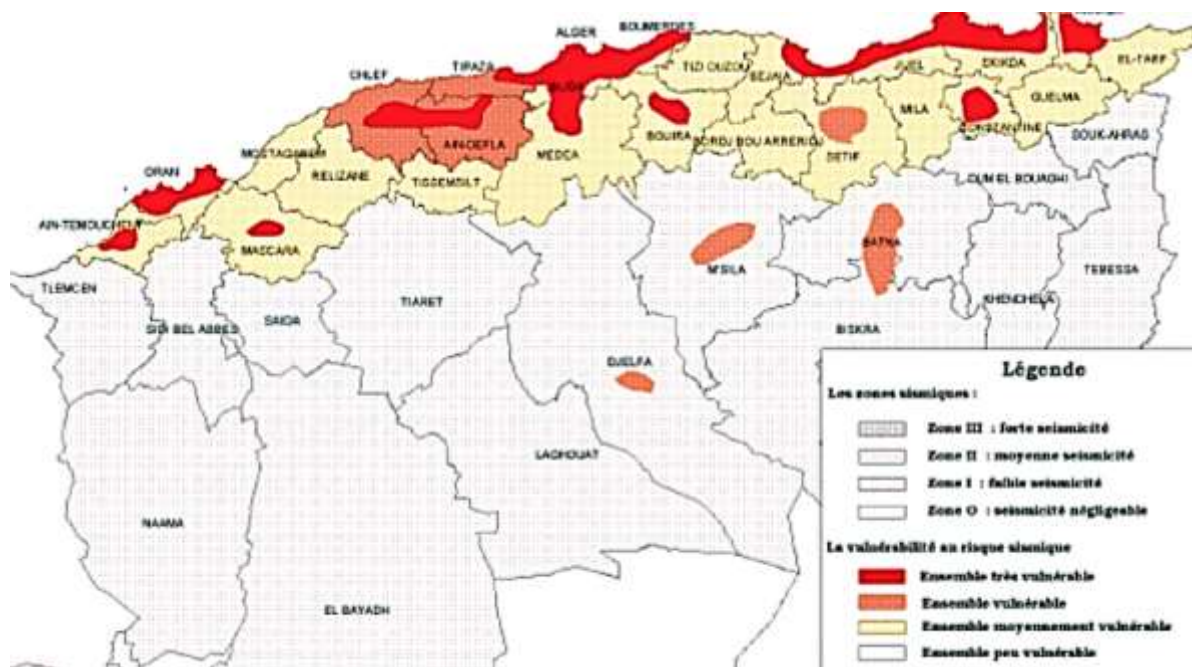 ALGER
BOUMERDES
TIPAZA
CHLEF
TIZI OUZOU
BEJAIA
JIJEL
SKIKDA
EL-TARF
GUELMA
MILA
CONSTANTINE
SOUK-AHRAS
BOUIRA
BORDJ BOU ARRERIDJ
SETIF
AIN-DEFLA
MEDEA
MOSTAGANEM
RELIZANE
TISSEMSILT
ORAN
AIN-TEMOUCHENT
MASCARA
OUM EL BOUAGHI
BATNA
M'SILA
TEBESSA
KHENCHELA
TLEMCEN
SIDI BEL ABBES
SAIDA
TIARET
BISKRA
DJELFA
LAGHOUAT
NAAMA
EL BAYADH
Légende
Les zones sismiques :
Zone III : forte seismicité
Zone II : moyenne seismicité
Zone I : faible seismicité
Zone O : seismicité négligeable
La vulnérabilité au risque sismique
Ensemble très vulnérable
Ensemble vulnérable
Ensemble moyennement vulnérable
Ensemble peu vulnérable